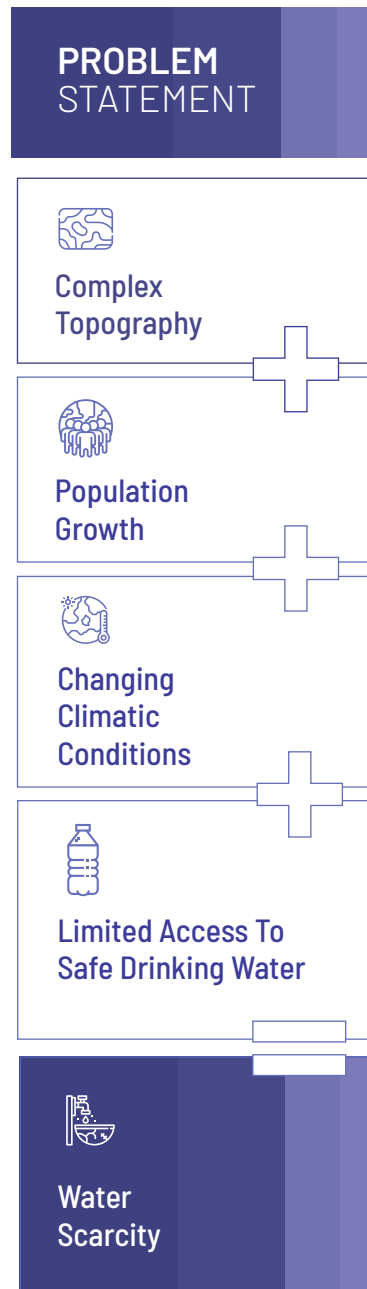 PROBLEM
STATEMENT
Complex
Topography
Population
Growth
Changing
Climatic
Conditions
Limited Access To
Safe Drinking Water
Water
Scarcity